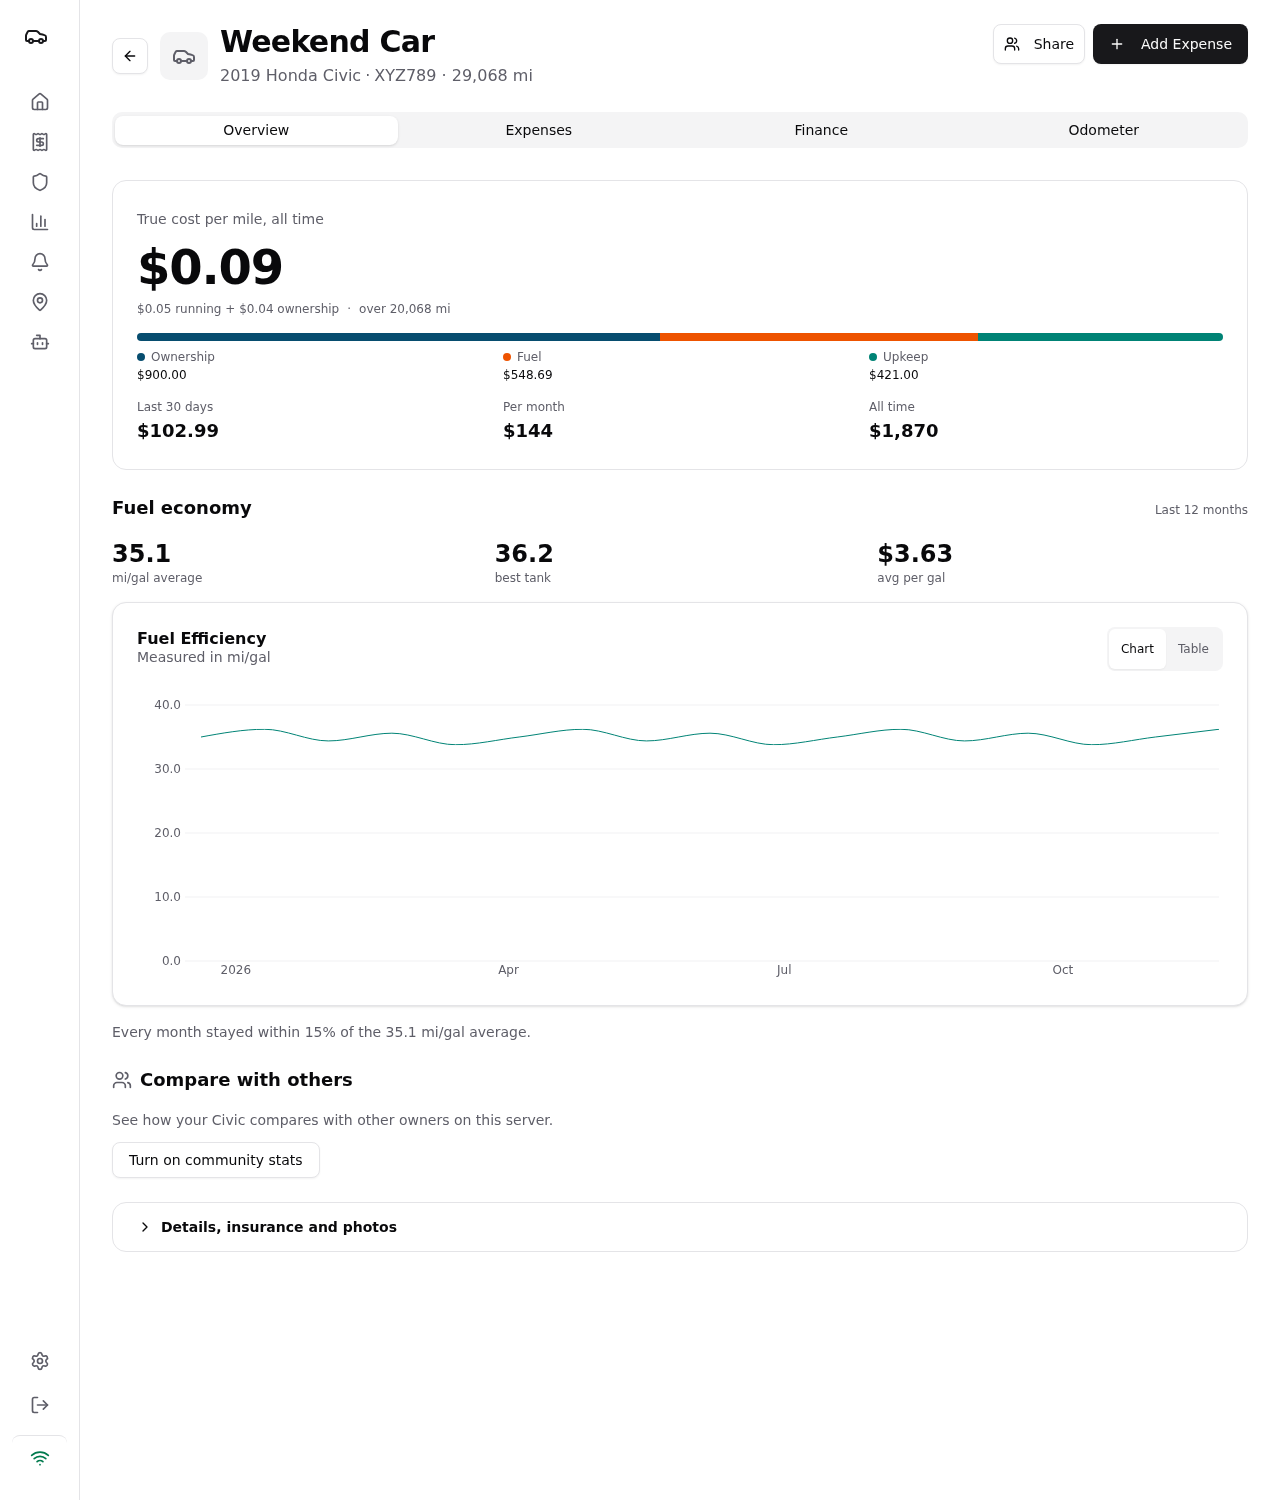 Weekend Car
2019 Honda Civic · XYZ789 · 29,068 mi
Share
Add Expense
Overview
Expenses
Finance
Odometer
True cost per mile, all time
$0.09
$0.05 running + $0.04 ownership · over 20,068 mi
Ownership
$900.00
Fuel
$548.69
Upkeep
$421.00
Last 30 days
$102.99
Per month
$144
All time
$1,870
Fuel economy
Last 12 months
35.1
mi/gal average
36.2
best tank
$3.63
avg per gal
Fuel Efficiency
Measured in mi/gal
Chart
Table
40.0
30.0
20.0
10.0
0.0
2026
Apr
Jul
Oct
Every month stayed within 15% of the 35.1 mi/gal average.
Compare with others
See how your Civic compares with other owners on this server.
Turn on community stats
Details, insurance and photos